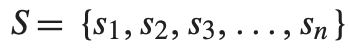 S = {s1, s2, s3, . . . , sn}